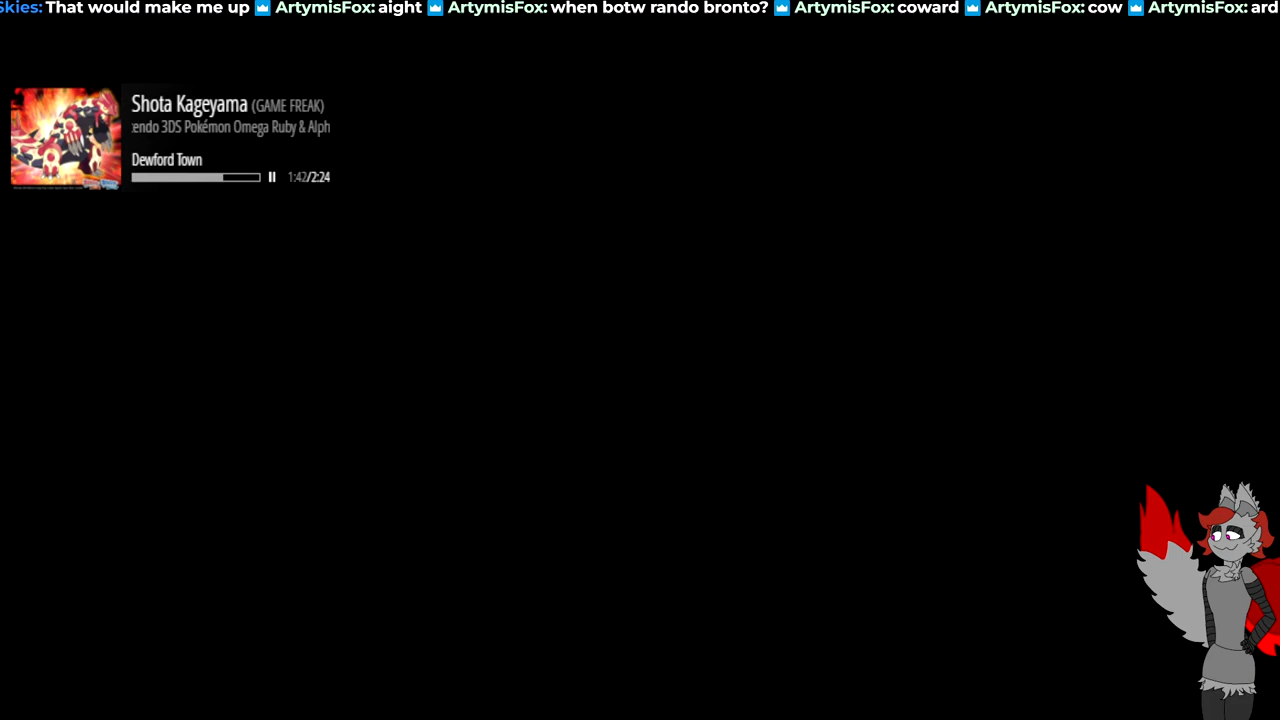 Skies: That would make me up ArtymisFox: aight ArtymisFox: when botw rando bronto? ArtymisFox: coward ArtymisFox: cow ArtymisFox: ard
Shota Kageyama (GAME FREAK)
endo 3DS Pokémon Omega Ruby & Alph
Dewford Town
1:42/2:24